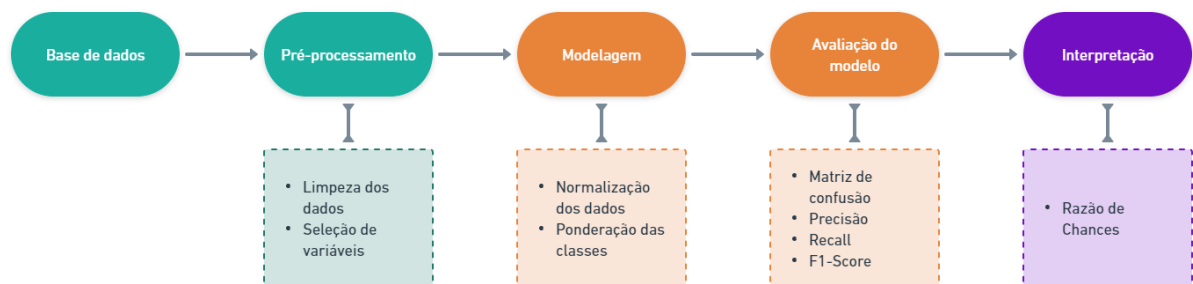 Base de dados
Pré-processamento
Modelagem
Avaliação do
modelo
Interpretação
• Limpeza dos
dados
• Seleção de
variáveis
• Normalização
dos dados
• Ponderação das
classes
• Matriz de
confusão
• Precisão
• Recall
• F1-Score
• Razão de
Chances